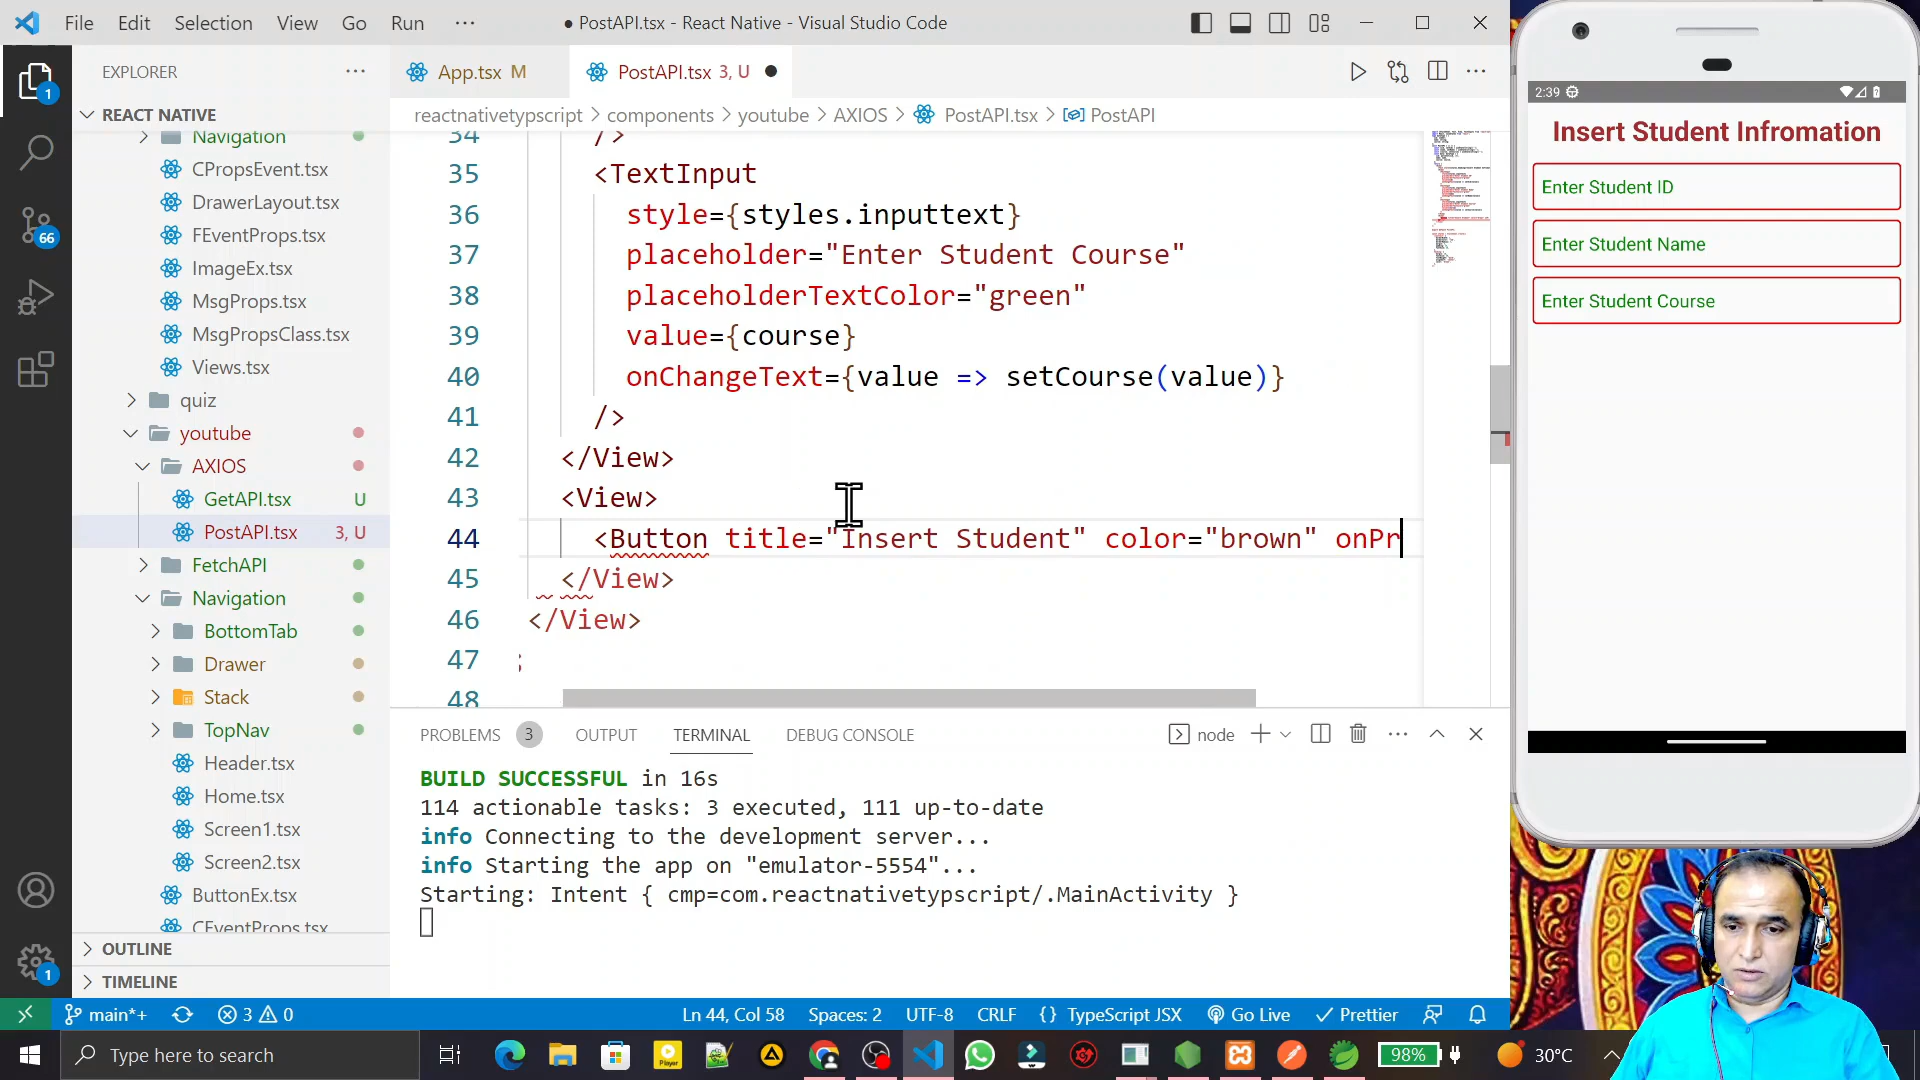 File Edit Selection View Go Run ···
● PostAPI.tsx - React Native - Visual Studio Code
EXPLORER ···
REACT NATIVE
Navigation
CPropsEvent.tsx
DrawerLayout.tsx
FEventProps.tsx
ImageEx.tsx
MsgProps.tsx
MsgPropsClass.tsx
Views.tsx
quiz
youtube
AXIOS
GetAPI.tsx U
PostAPI.tsx 3, U
FetchAPI
Navigation
BottomTab
Drawer
Stack
TopNav
Header.tsx
Home.tsx
Screen1.tsx
Screen2.tsx
ButtonEx.tsx
CEventProps.tsx
OUTLINE
TIMELINE
1
66
1
App.tsx M
PostAPI.tsx 3, U ●
reactnativetypscript > components > youtube > AXIOS > PostAPI.tsx > PostAPI
34 />
35 <TextInput
36 style={styles.inputtext}
37 placeholder="Enter Student Course"
38 placeholderTextColor="green"
39 value={course}
40 onChangeText={value => setCourse(value)}
41 />
42 </View>
43 <View>
44 <Button title="Insert Student" color="brown" onPr
45 </View>
46 </View>
47 ;
48
PROBLEMS 3 OUTPUT TERMINAL DEBUG CONSOLE node
BUILD SUCCESSFUL in 16s
114 actionable tasks: 3 executed, 111 up-to-date
info Connecting to the development server...
info Starting the app on "emulator-5554"...
Starting: Intent { cmp=com.reactnativetypscript/.MainActivity }
main*+ 3 0 Ln 44, Col 58 Spaces: 2 UTF-8 CRLF {} TypeScript JSX Go Live Prettier
Type here to search
Player
98%
30°C
2:39
Insert Student Infromation
Enter Student ID
Enter Student Name
Enter Student Course